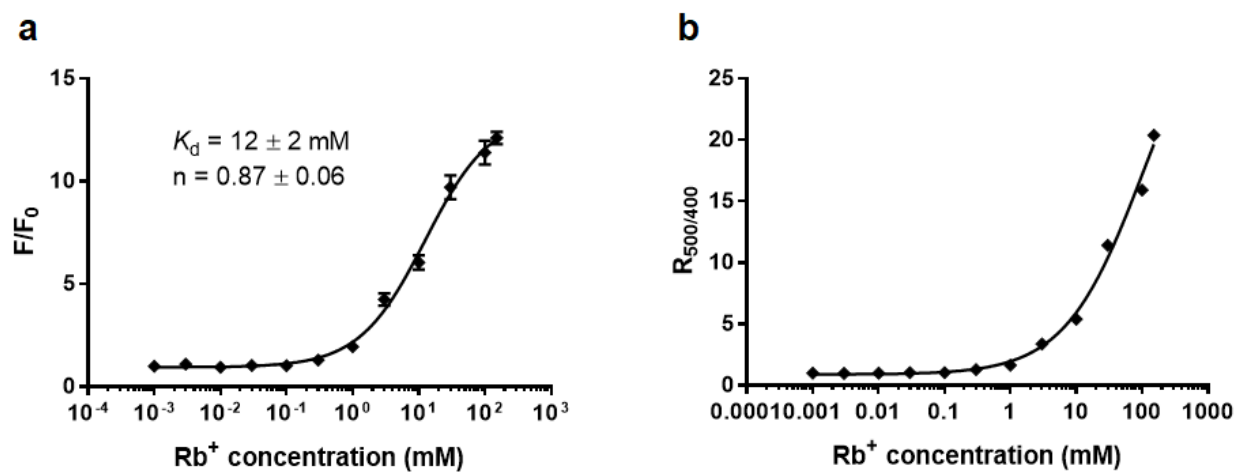 a
15
10
5
0
F/F₀
K_d = 12 ± 2 mM
n = 0.87 ± 0.06
10⁻⁴ 10⁻³ 10⁻² 10⁻¹ 10⁰ 10¹ 10² 10³
Rb⁺ concentration (mM)
b
25
20
15
10
5
0
R₅₀₀/₄₀₀
0.0001 0.001 0.01 0.1 1 10 100 1000
Rb⁺ concentration (mM)